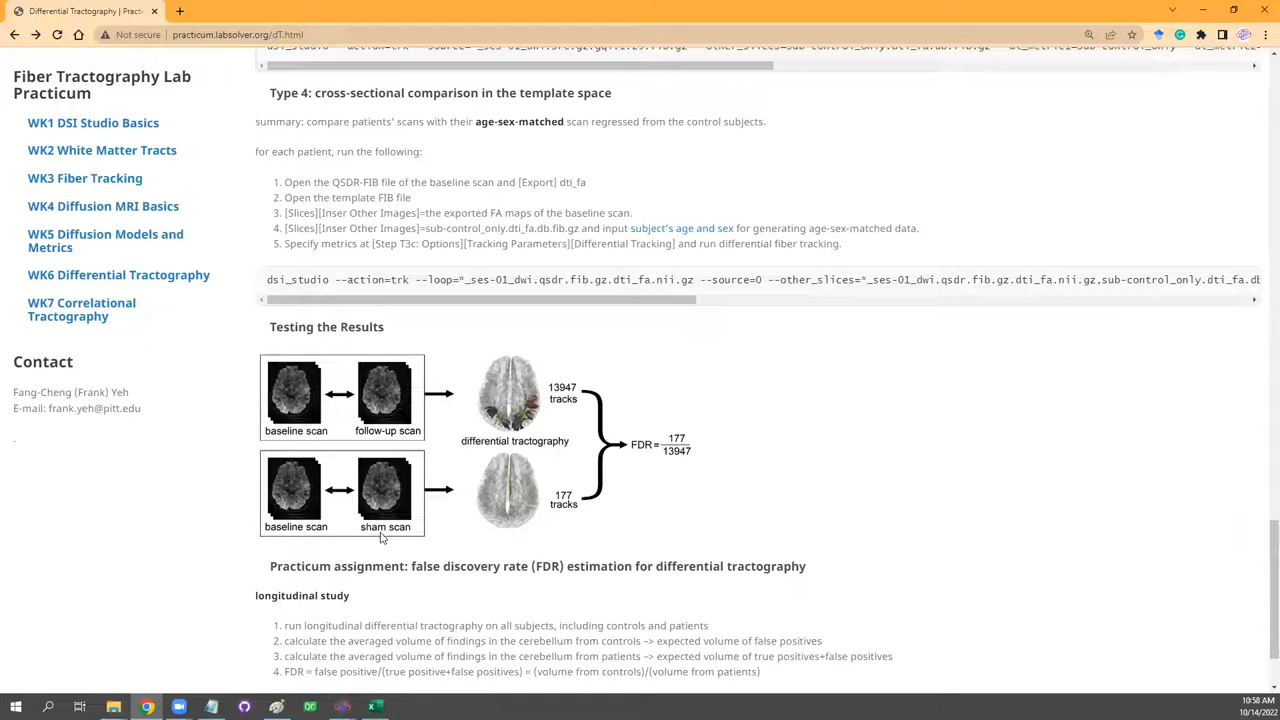 Differential Tractography | Practi
Not secure | practicum.labsolver.org/dT.html
Fiber Tractography Lab
Practicum
WK1 DSI Studio Basics
WK2 White Matter Tracts
WK3 Fiber Tracking
WK4 Diffusion MRI Basics
WK5 Diffusion Models and
Metrics
WK6 Differential Tractography
WK7 Correlational
Tractography
Contact
Fang-Cheng (Frank) Yeh
E-mail: frank.yeh@pitt.edu
.
Type 4: cross-sectional comparison in the template space
summary: compare patients' scans with their age-sex-matched scan regressed from the control subjects.
for each patient, run the following:
1. Open the QSDR-FIB file of the baseline scan and [Export] dti_fa
2. Open the template FIB file
3. [Slices][Inser Other Images]=the exported FA maps of the baseline scan.
4. [Slices][Inser Other Images]=sub-control_only.dti_fa.db.fib.gz and input subject's age and sex for generating age-sex-matched data.
5. Specify metrics at [Step T3c: Options][Tracking Parameters][Differential Tracking] and run differential fiber tracking.
dsi_studio --action=trk --loop=*_ses-01_dwi.qsdr.fib.gz.dti_fa.nii.gz --source=0 --other_slices=*_ses-01_dwi.qsdr.fib.gz.dti_fa.nii.gz,sub-control_only.dti_fa.db
Testing the Results
baseline scan
follow-up scan
differential tractography
13947
tracks
baseline scan
sham scan
177
tracks
FDR = 177
13947
Practicum assignment: false discovery rate (FDR) estimation for differential tractography
longitudinal study
1. run longitudinal differential tractography on all subjects, including controls and patients
2. calculate the averaged volume of findings in the cerebellum from controls –> expected volume of false positives
3. calculate the averaged volume of findings in the cerebellum from patients –> expected volume of true positives+false positives
4. FDR = false positive/(true positive+false positives) = (volume from controls)/(volume from patients)
10:58 AM
10/14/2022